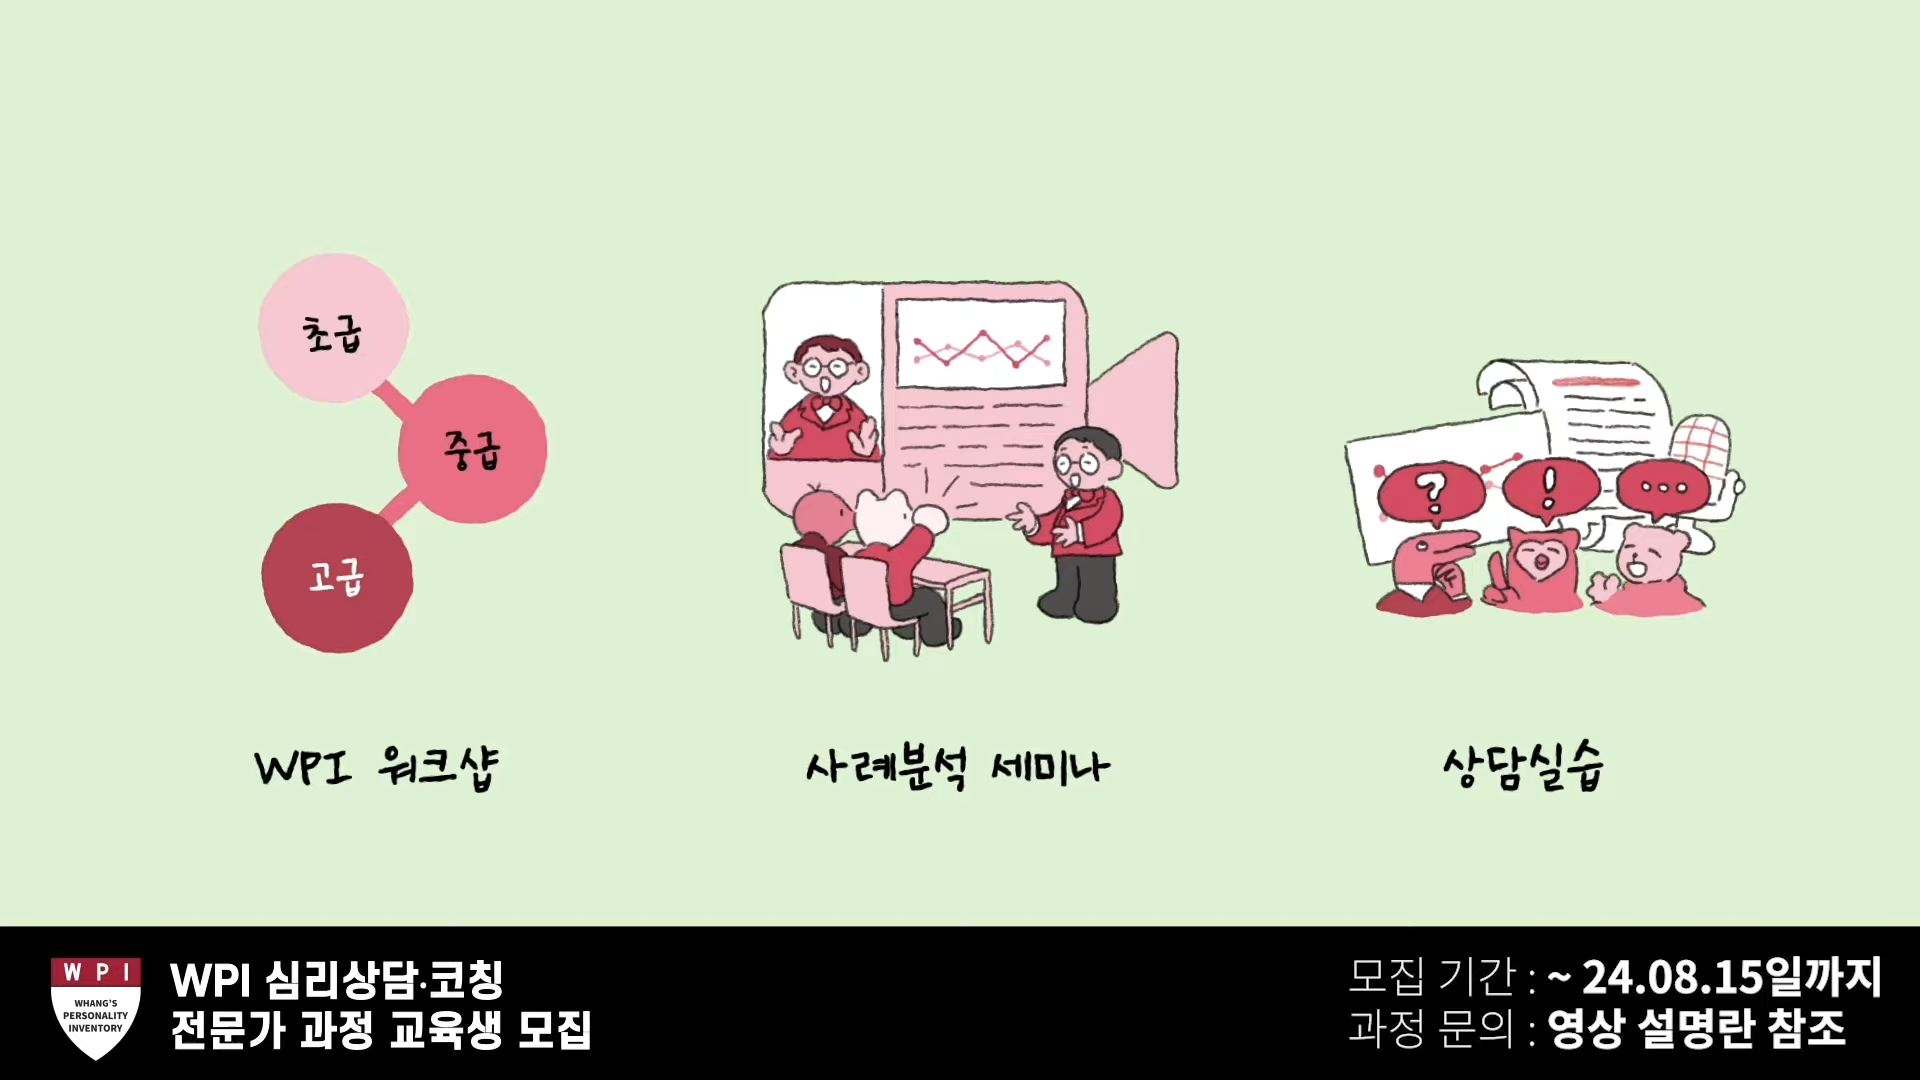 초급
중급
고급
?
!
...
WPI 워크샵
사례분석 세미나
상담실습
WPI
WHANG'S
PERSONALITY
INVENTORY
WPI 심리상담·코칭
전문가 과정 교육생 모집
모집 기간 : ~ 24.08.15일까지
과정 문의 : 영상 설명란 참조